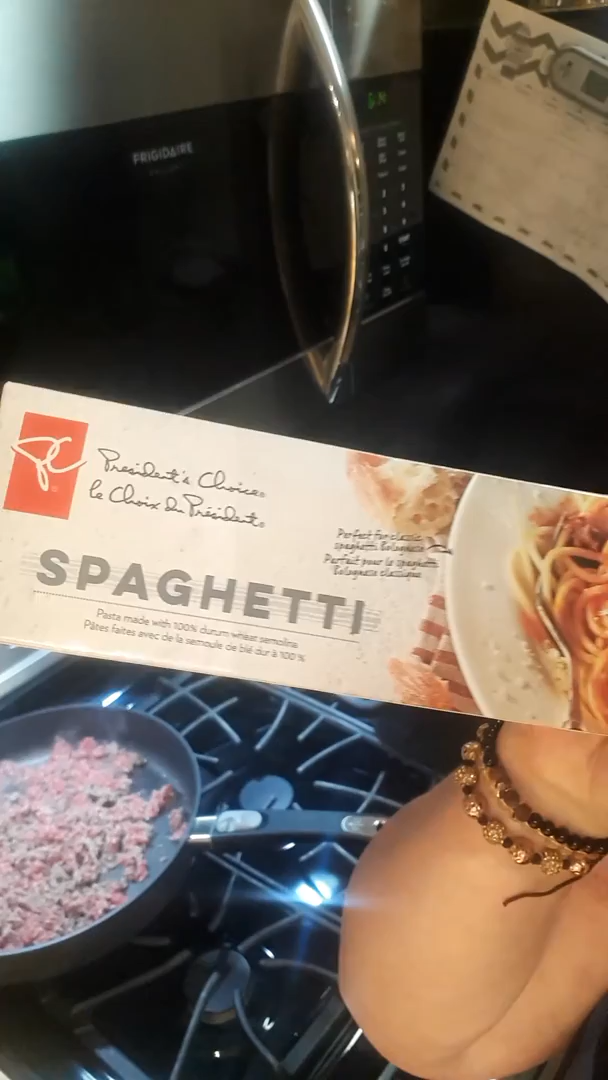 FRIGIDAIRE
PC
President's Choice®
le Choix du Président®
Perfect for classic
spaghetti Bolognese
Parfait pour le spaghetti
Bolognaise classique
SPAGHETTI
Pasta made with 100% durum wheat semolina
Pâtes faites avec de la semoule de blé dur à 100 %